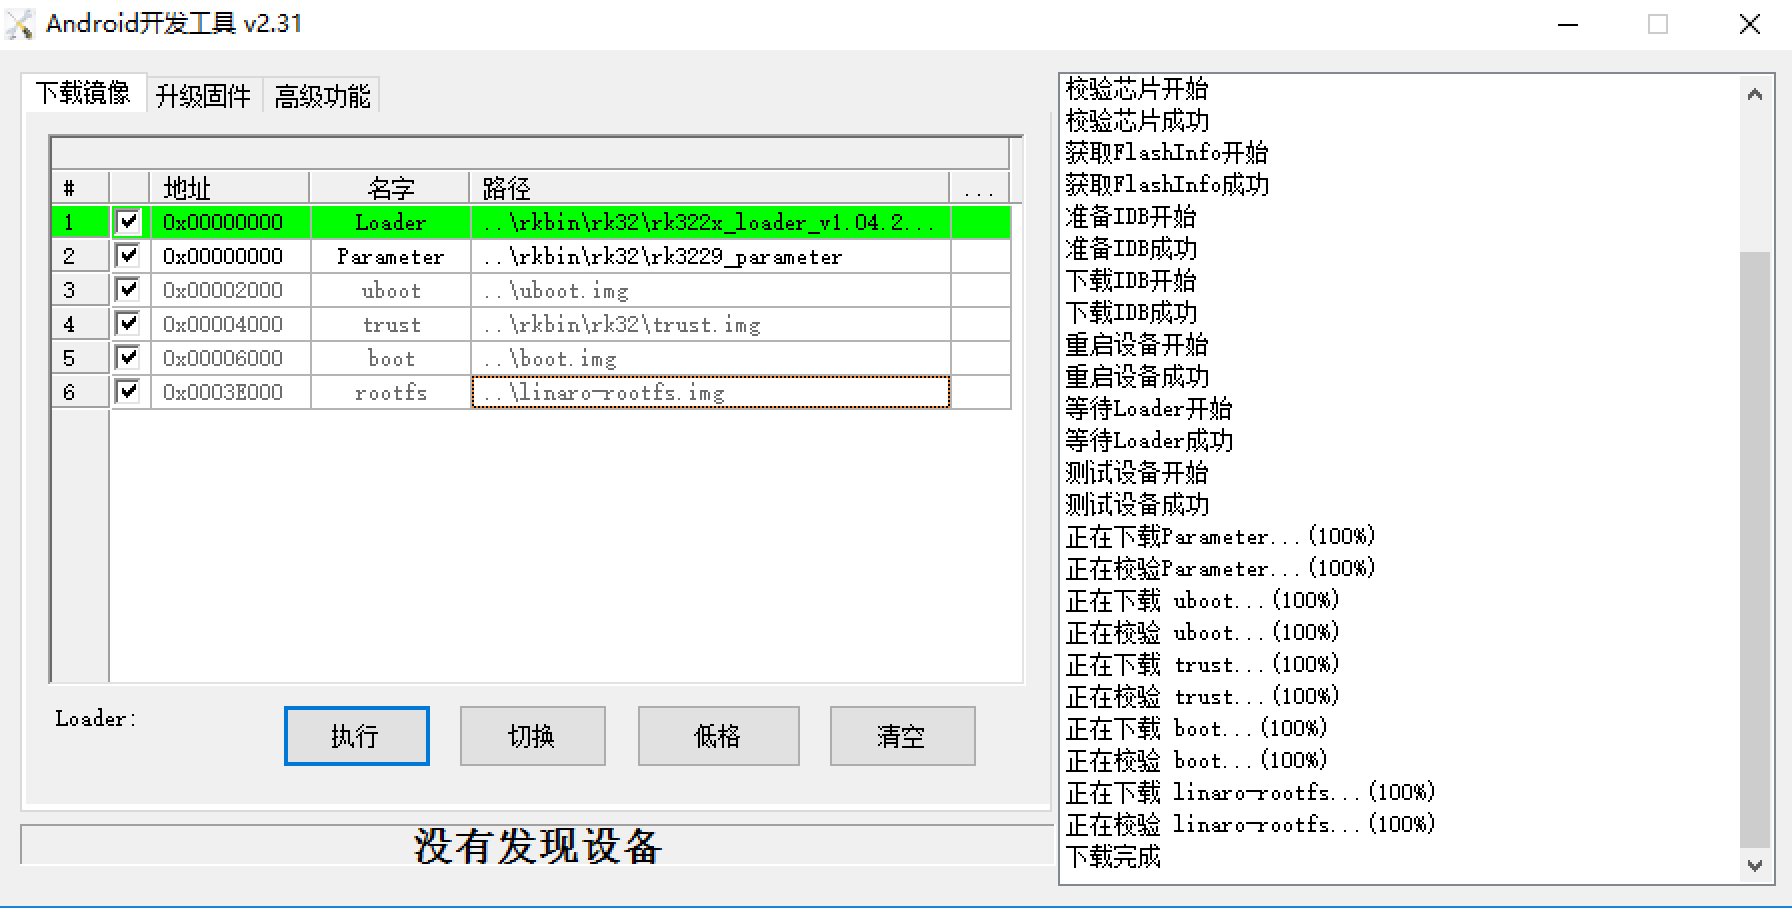 Android开发工具 v2.31
下载镜像 升级固件 高级功能
# 地址 名字 路径 ...
1 0x00000000 Loader ..\rkbin\rk32\rk322x_loader_v1.04.2...
2 0x00000000 Parameter ..\rkbin\rk32\rk3229_parameter
3 0x00002000 uboot ..\uboot.img
4 0x00004000 trust ..\rkbin\rk32\trust.img
5 0x00006000 boot ..\boot.img
6 0x0003E000 rootfs ..\linaro-rootfs.img
Loader:
执行 切换 低格 清空
没有发现设备
校验芯片开始
校验芯片成功
获取FlashInfo开始
获取FlashInfo成功
准备IDB开始
准备IDB成功
下载IDB开始
下载IDB成功
重启设备开始
重启设备成功
等待Loader开始
等待Loader成功
测试设备开始
测试设备成功
正在下载Parameter...(100%)
正在校验Parameter...(100%)
正在下载 uboot...(100%)
正在校验 uboot...(100%)
正在下载 trust...(100%)
正在校验 trust...(100%)
正在下载 boot...(100%)
正在校验 boot...(100%)
正在下载 linaro-rootfs...(100%)
正在校验 linaro-rootfs...(100%)
下载完成